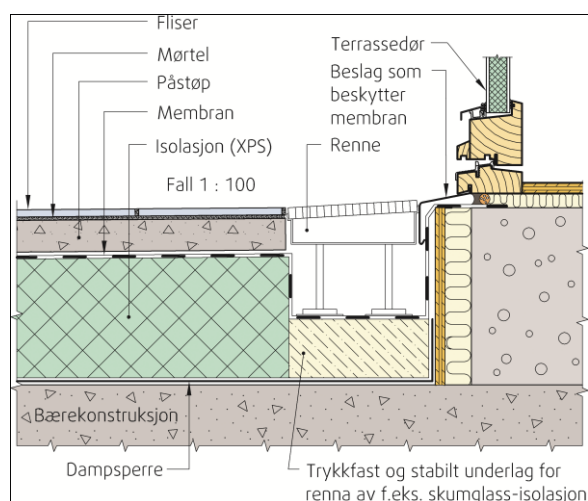 Fliser
Mørtel
Påstøp
Membran
Isolasjon (XPS)
Fall 1 : 100
Terrassedør
Beslag som
beskytter
membran
Renne
Bærekonstruksjon
Dampsperre
Trykkfast og stabilt underlag for
renna av f.eks. skumglass-isolasjon